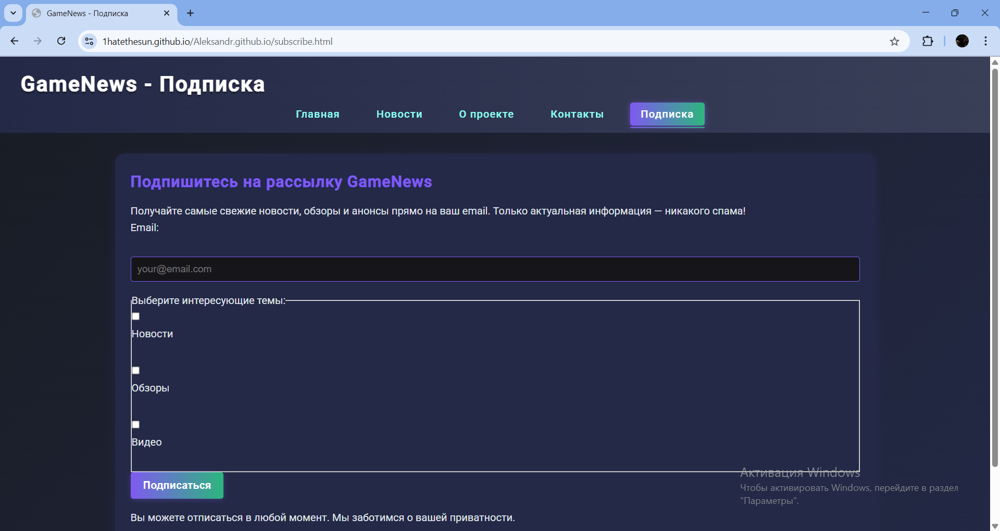 GameNews - Подписка
1hatethesun.github.io/Aleksandr.github.io/subscribe.html
GameNews - Подписка
Главная Новости О проекте Контакты Подписка
Подпишитесь на рассылку GameNews
Получайте самые свежие новости, обзоры и анонсы прямо на ваш email. Только актуальная информация — никакого спама!
Email:
your@email.com
Выберите интересующие темы:
Новости
Обзоры
Видео
Подписаться
Вы можете отписаться в любой момент. Мы заботимся о вашей приватности.
Активация Windows
Чтобы активировать Windows, перейдите в раздел
"Параметры".